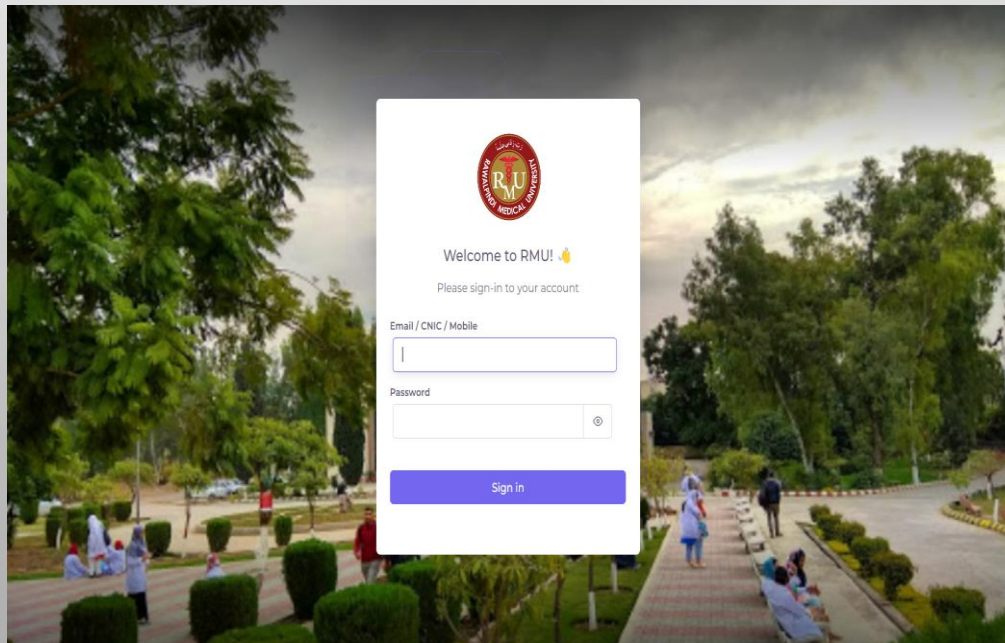 RAWALPINDI MEDICAL UNIVERSITY
RMU
Welcome to RMU! 👋
Please sign-in to your account
Email / CNIC / Mobile
Password
Sign in